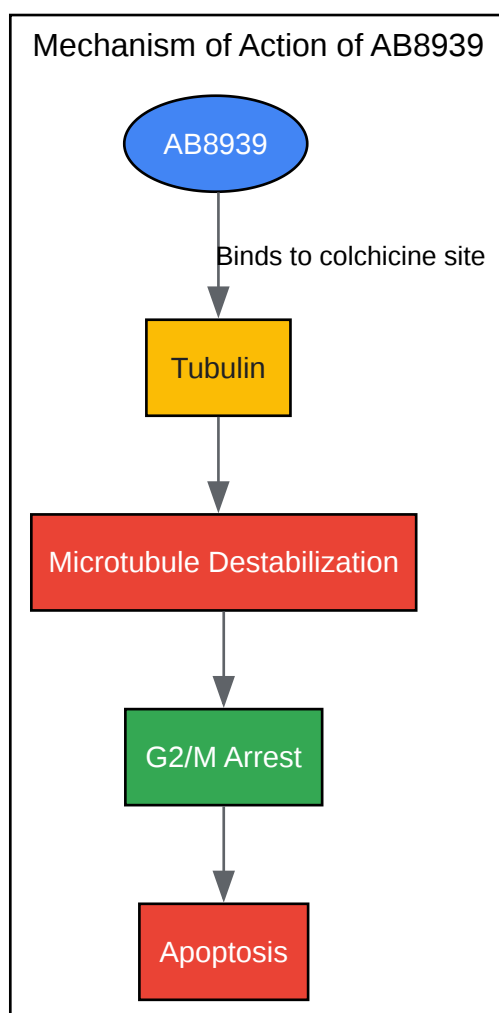 Mechanism of Action of AB8939
AB8939
Binds to colchicine site
Tubulin
Microtubule Destabilization
G2/M Arrest
Apoptosis